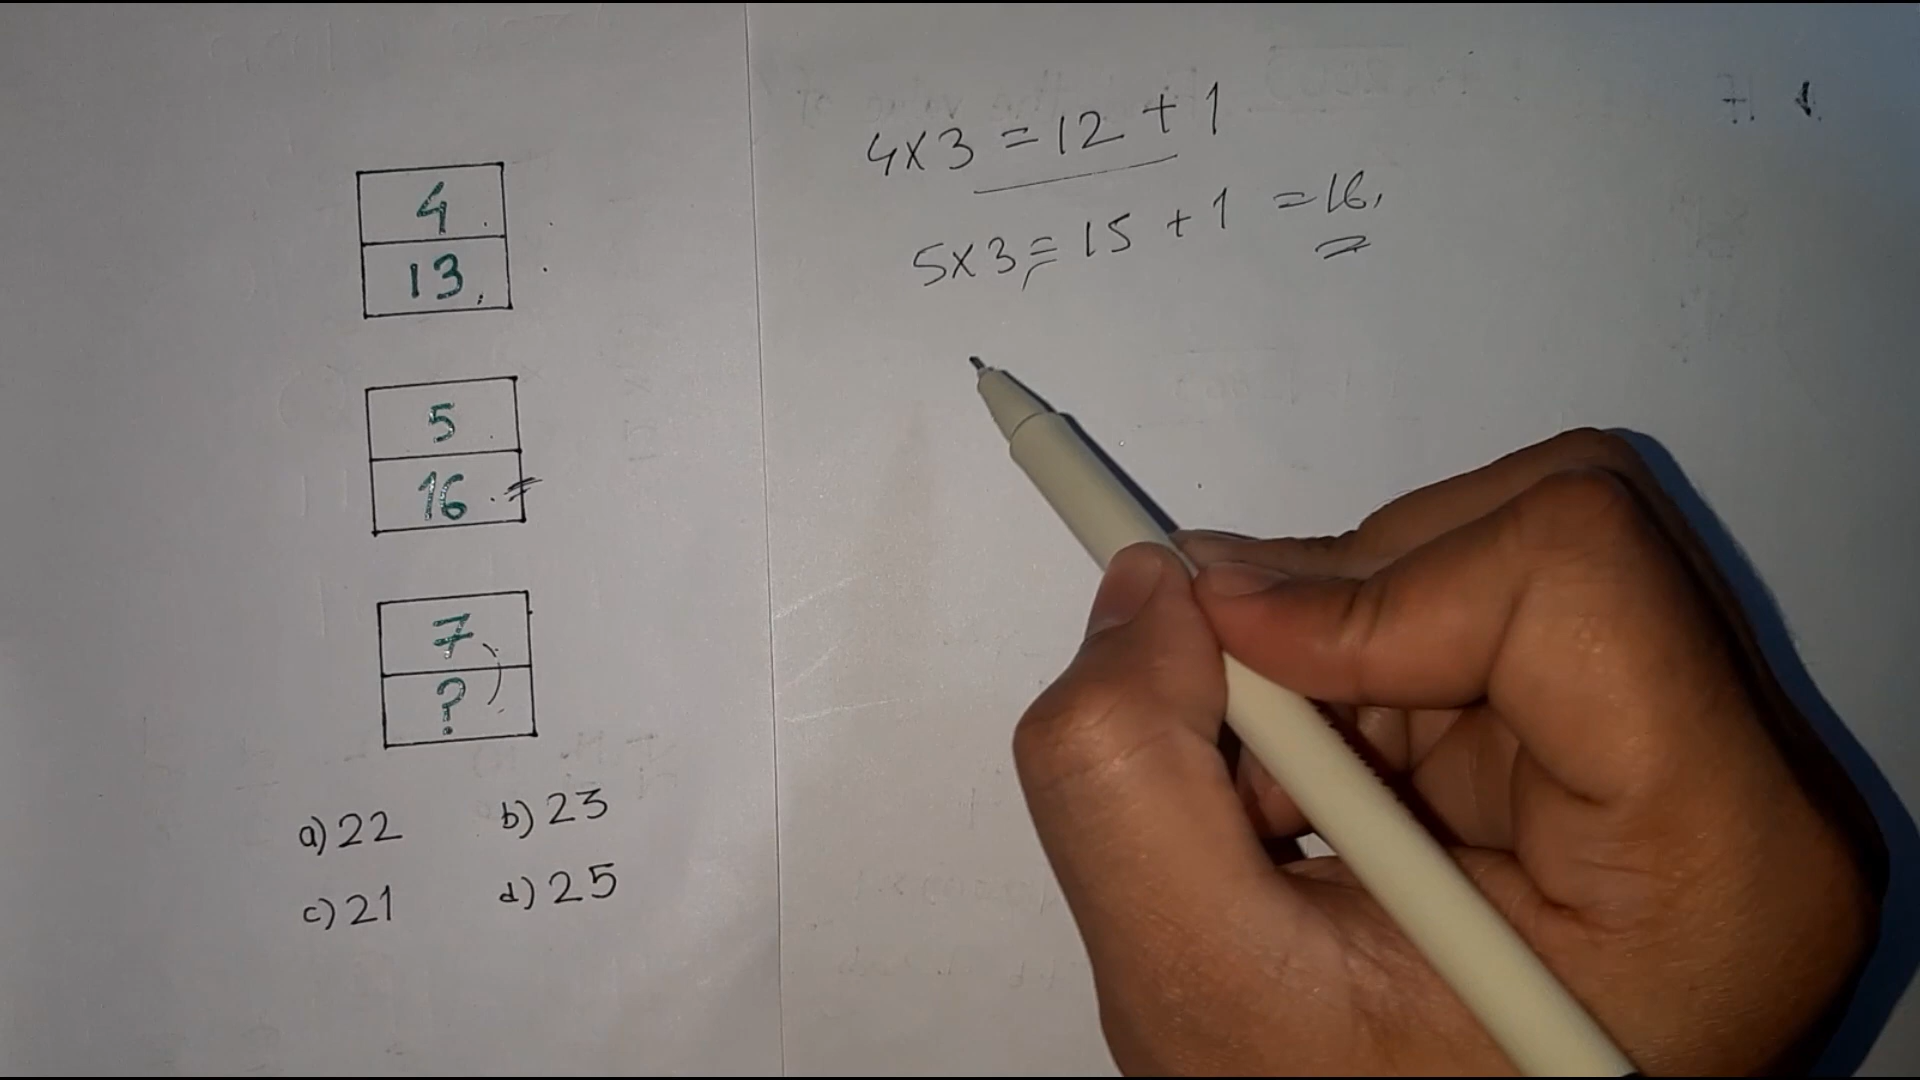 4
13
5
16
7
?
a) 22 b) 23
c) 21 d) 25
4x3 = 12 + 1
5x3 = 15 + 1 = 16